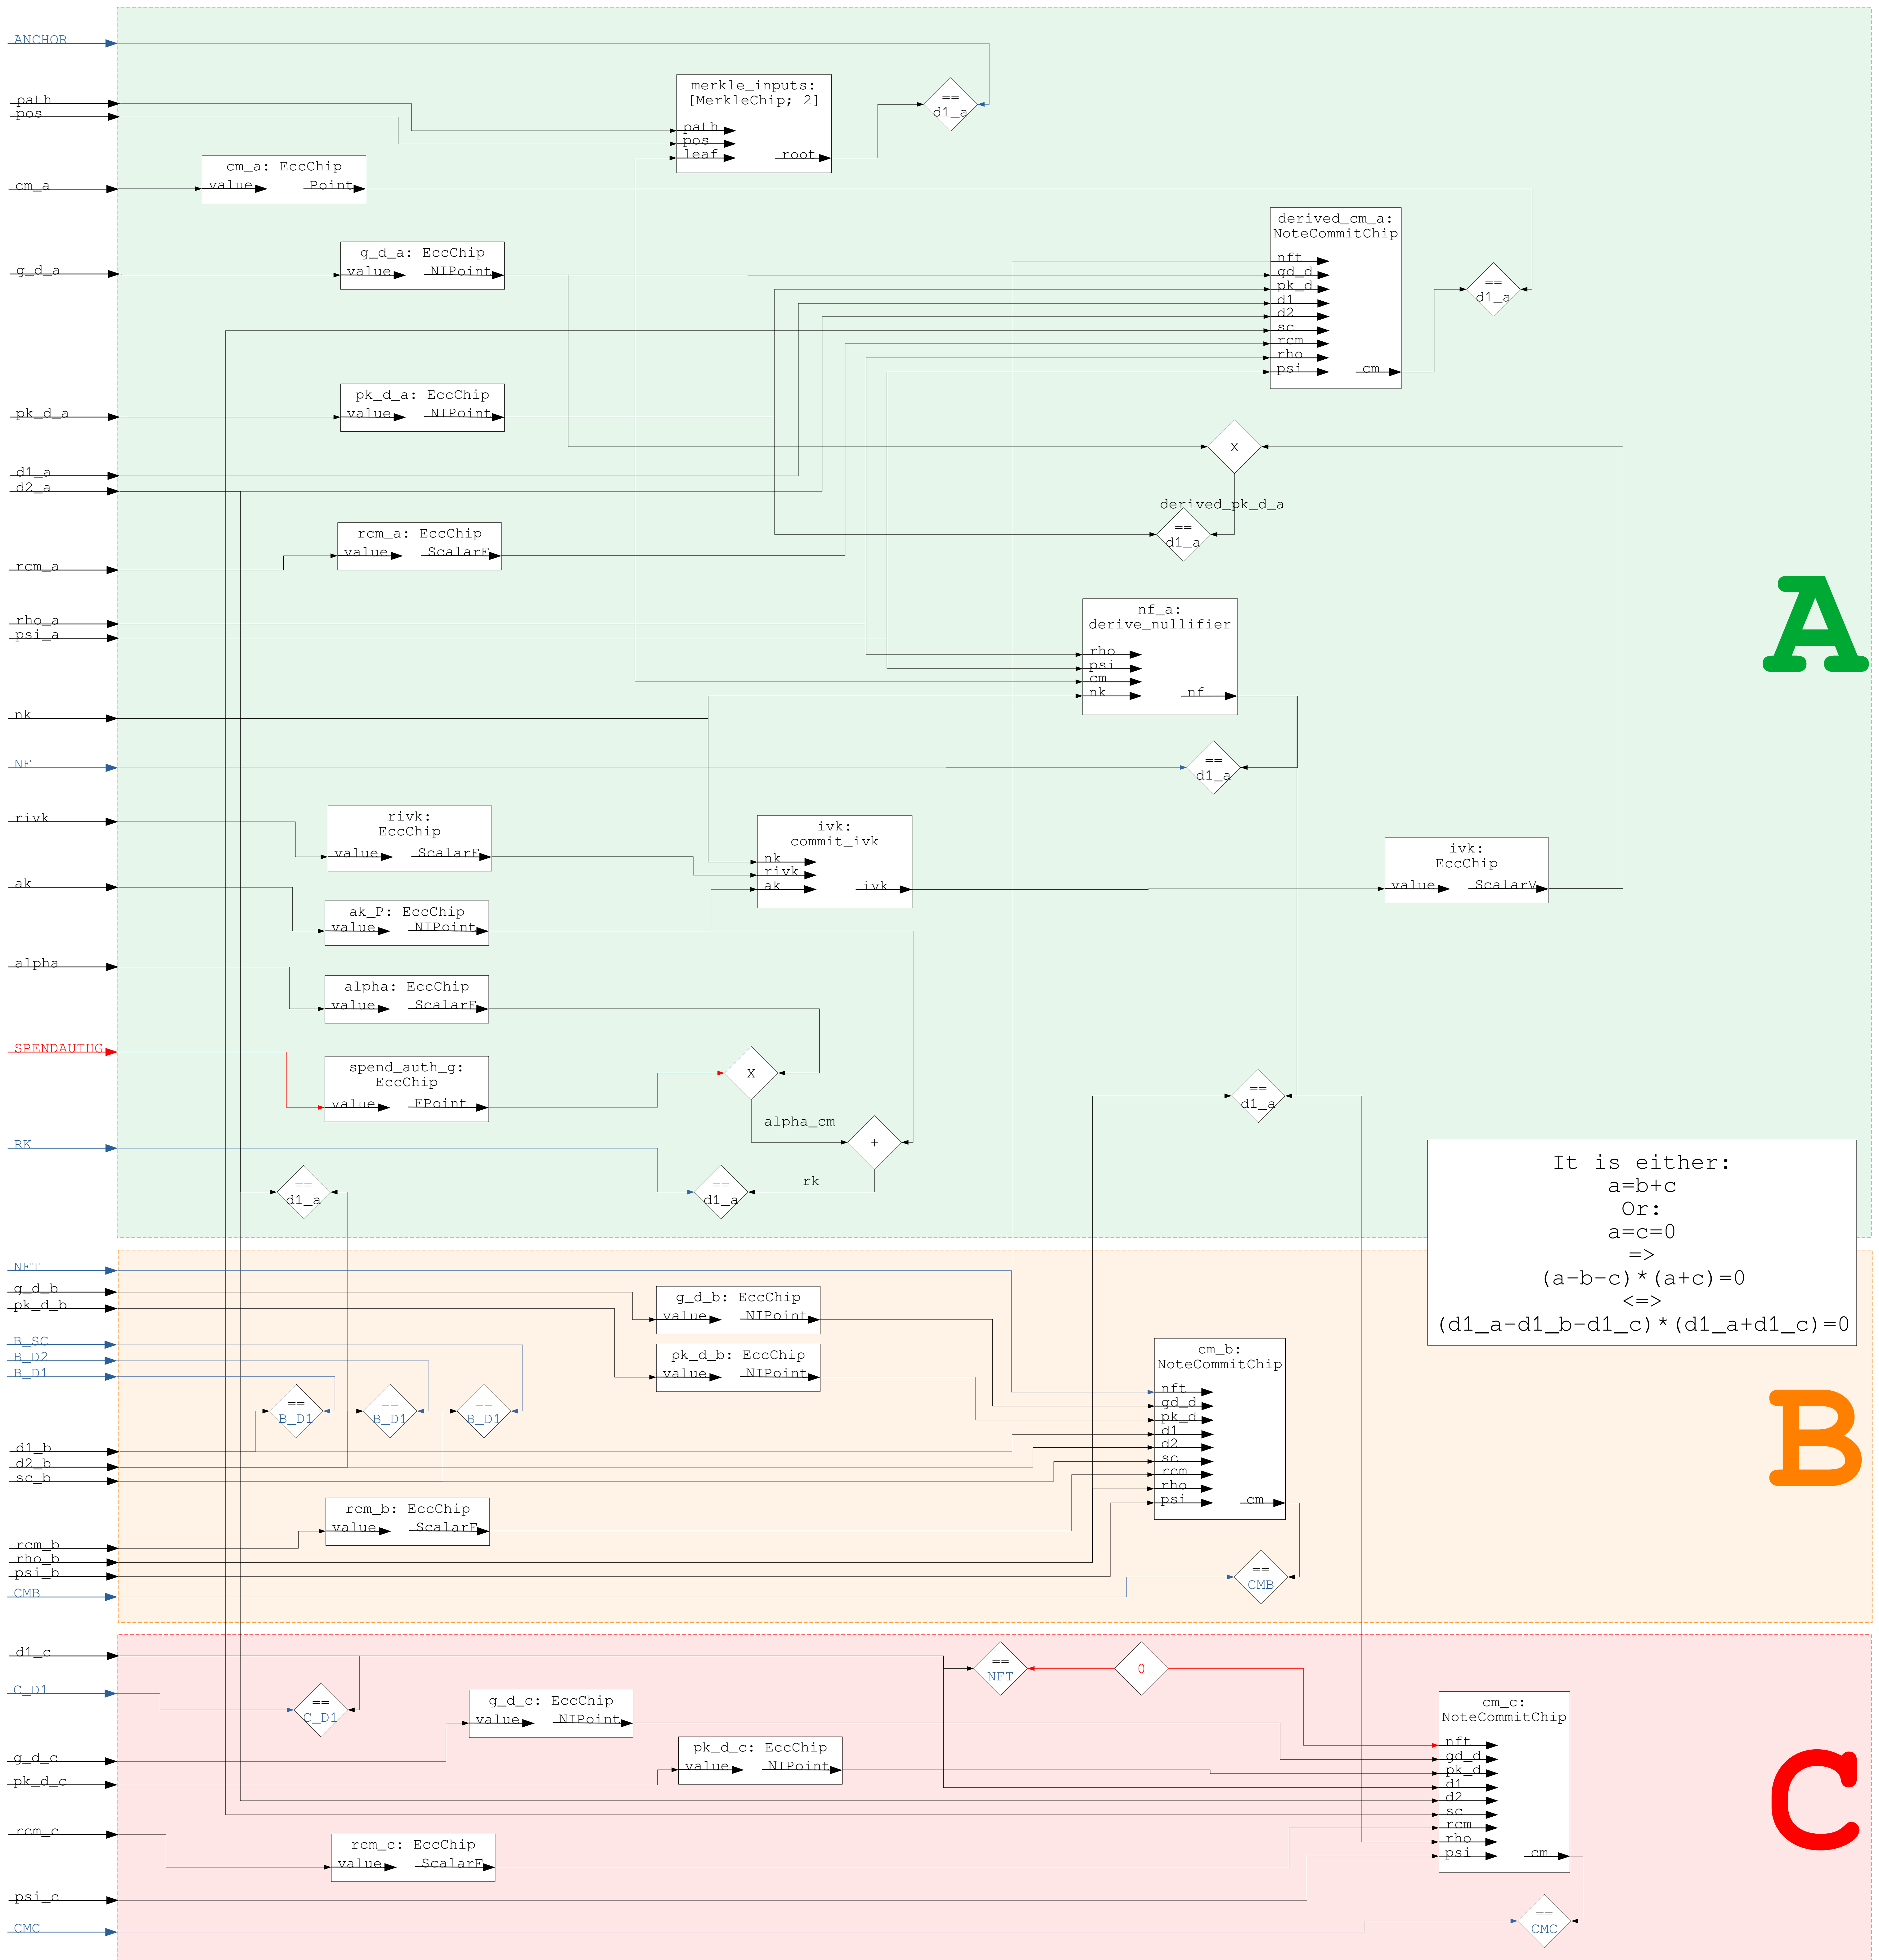 ANCHOR
path
pos
merkle_inputs:
[MerkleChip; 2]
path
pos
leaf
root
==
d1_a
cm_a
cm_a: EccChip
value
Point
derived_cm_a:
NoteCommitChip
nft
gd_d
pk_d
d1
d2
sc
rcm
rho
psi
cm
==
d1_a
g_d_a
g_d_a: EccChip
value
NIPoint
pk_d_a
pk_d_a: EccChip
value
NIPoint
X
derived_pk_d_a
==
d1_a
d1_a
d2_a
rcm_a
rcm_a: EccChip
value
ScalarF
A
rho_a
psi_a
nf_a:
derive_nullifier
rho
psi
cm
nk
nf
nk
NF
==
d1_a
rivk
rivk:
EccChip
value
ScalarF
ivk:
commit_ivk
nk
rivk
ak
ivk
ivk:
EccChip
value
ScalarV
ak
ak_P: EccChip
value
NIPoint
alpha
alpha: EccChip
value
ScalarF
SPENDAUTHG
spend_auth_g:
EccChip
value
FPoint
X
alpha_cm
+
==
d1_a
RK
rk
==
d1_a
==
d1_a
It is either:
a=b+c
Or:
a=c=0
=>
(a-b-c)*(a+c)=0
<=>
(d1_a-d1_b-d1_c)*(d1_a+d1_c)=0
NFT
g_d_b
pk_d_b
g_d_b: EccChip
value
NIPoint
B_SC
B_D2
B_D1
pk_d_b: EccChip
value
NIPoint
==
B_D1
==
B_D1
==
B_D1
cm_b:
NoteCommitChip
nft
gd_d
pk_d
d1
d2
sc
rcm
rho
psi
cm
B
d1_b
d2_b
sc_b
rcm_b: EccChip
value
ScalarF
rcm_b
rho_b
psi_b
CMB
==
CMB
d1_c
==
NFT
0
C_D1
==
C_D1
g_d_c: EccChip
value
NIPoint
g_d_c
pk_d_c
pk_d_c: EccChip
value
NIPoint
cm_c:
NoteCommitChip
nft
gd_d
pk_d
d1
d2
sc
rcm
rho
psi
cm
C
rcm_c
rcm_c: EccChip
value
ScalarF
psi_c
CMC
==
CMC